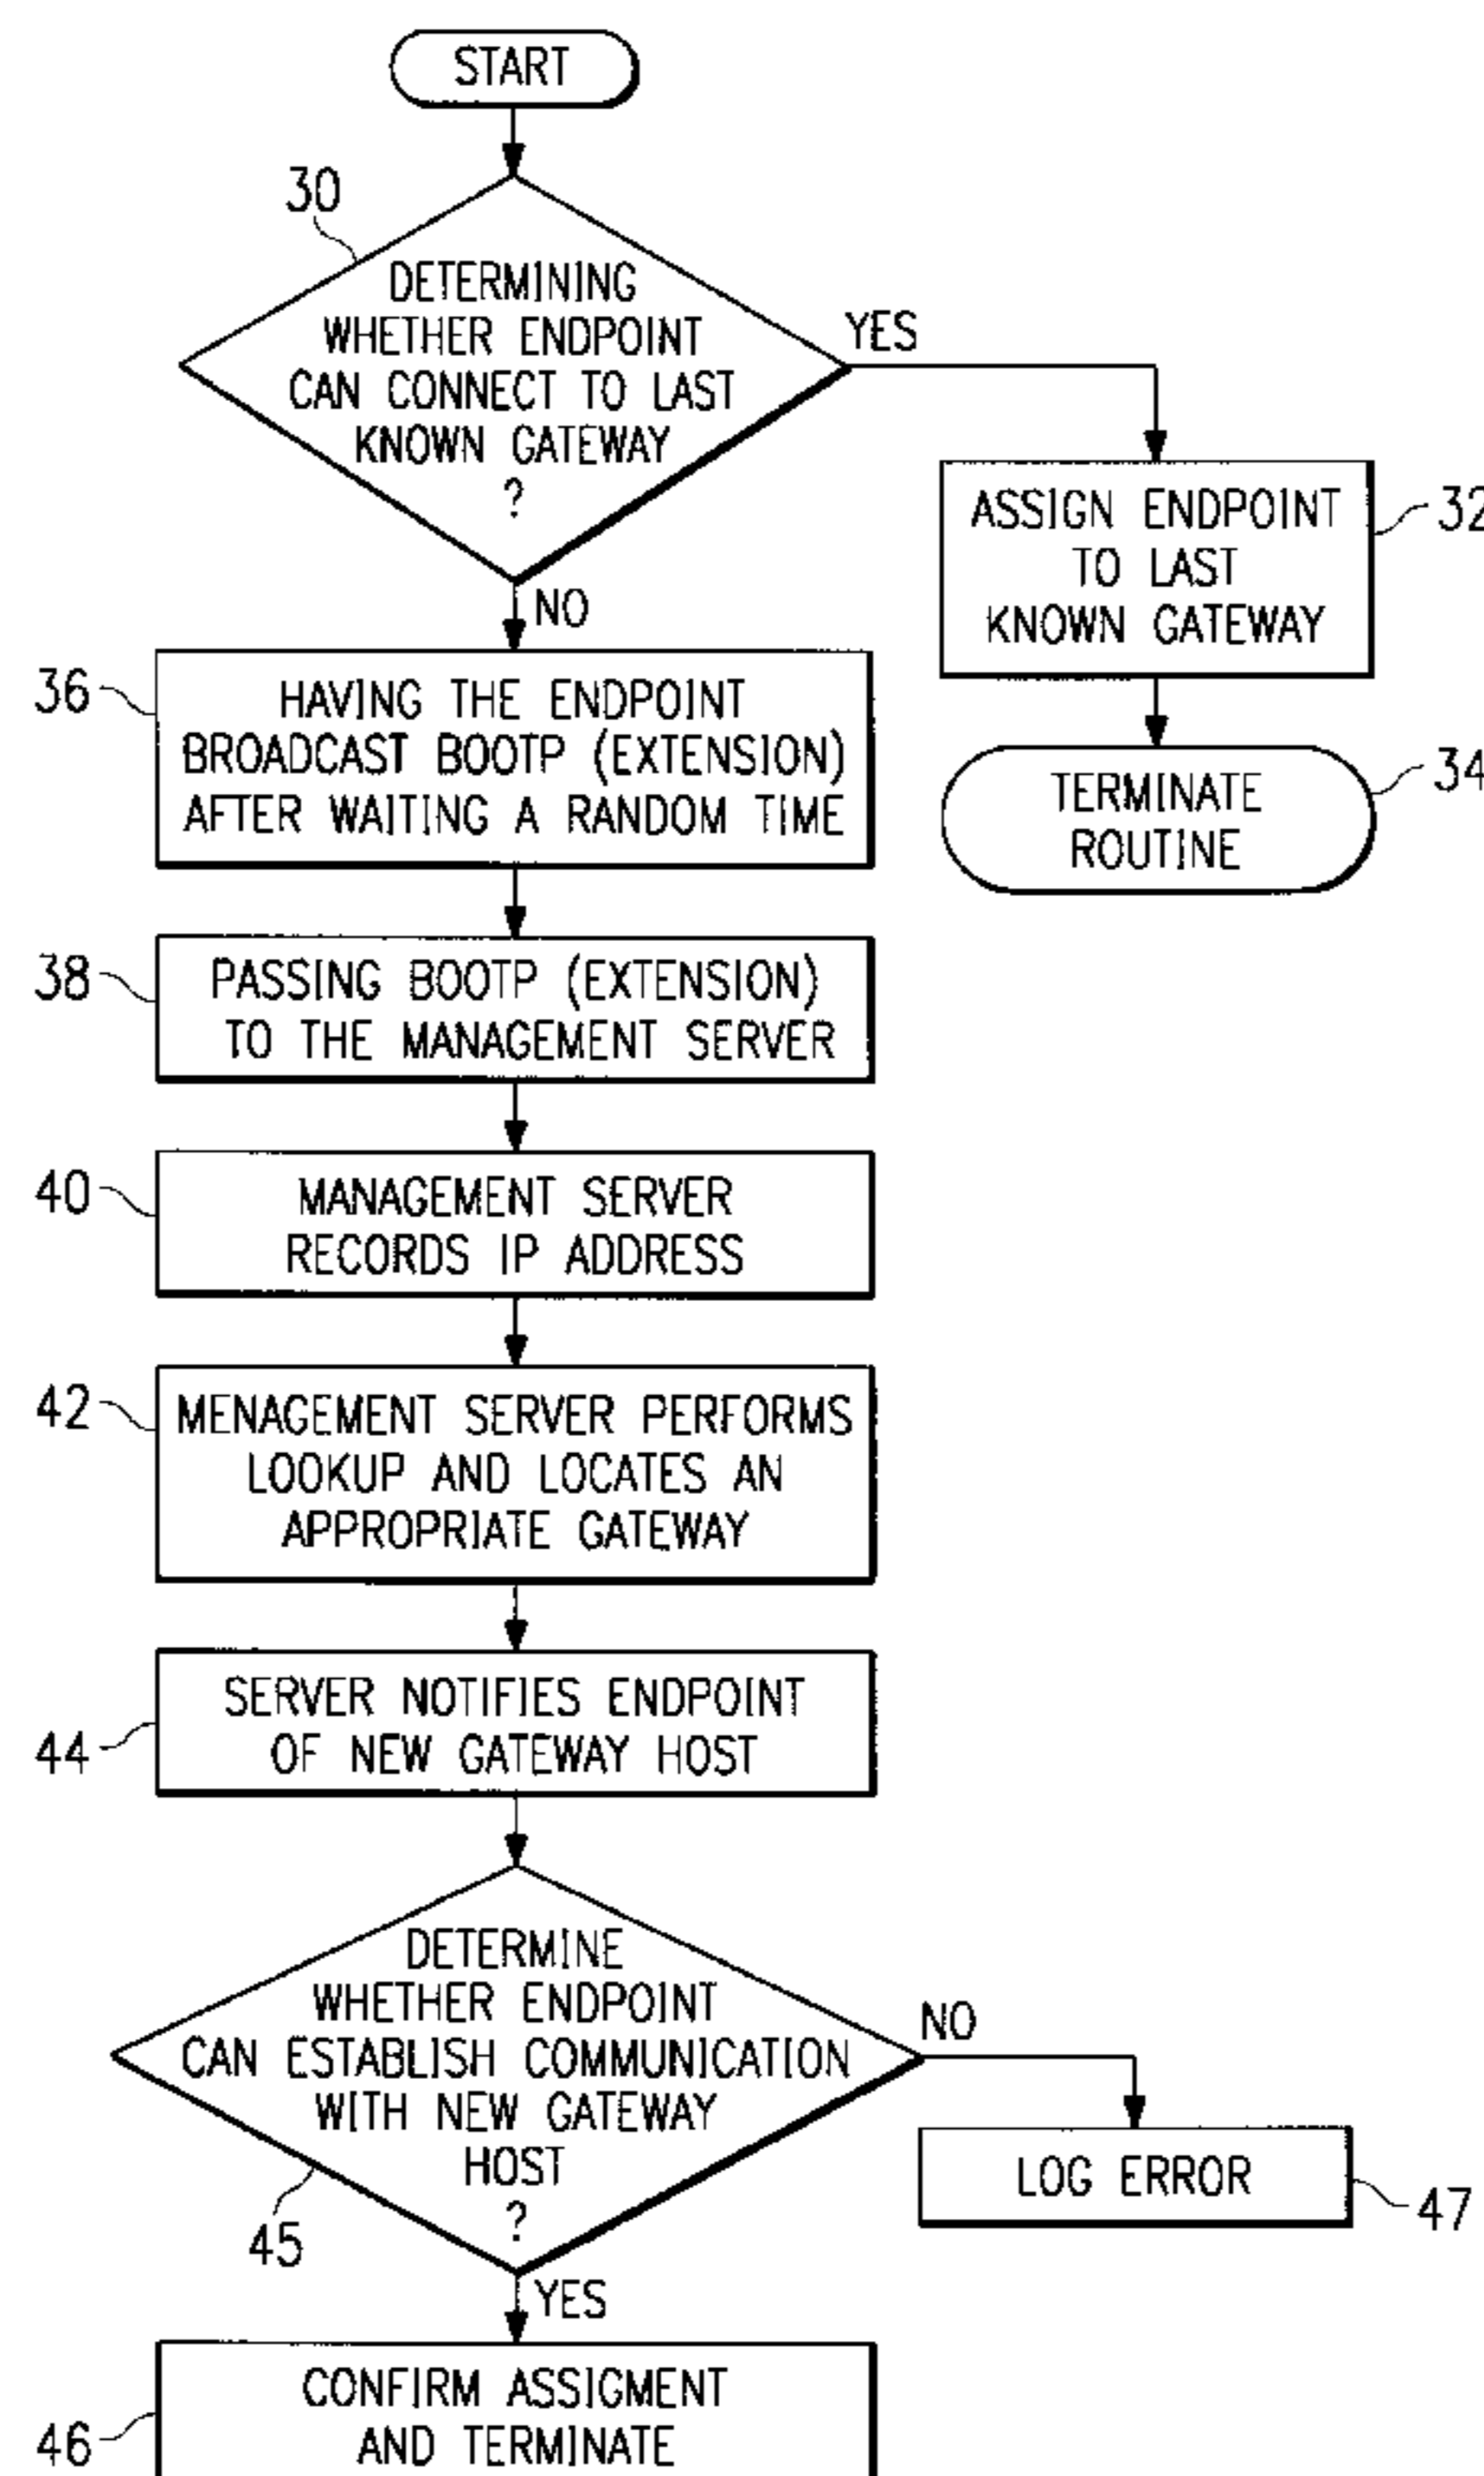 START
30
DETERMINING
WHETHER ENDPOINT
CAN CONNECT TO LAST
KNOWN GATEWAY
?
YES
ASSIGN ENDPOINT
TO LAST
KNOWN GATEWAY
32
NO
36
HAVING THE ENDPOINT
BROADCAST BOOTP (EXTENSION)
AFTER WAITING A RANDOM TIME
TERMINATE
ROUTINE
34
38
PASSING BOOTP (EXTENSION)
TO THE MANAGEMENT SERVER
40
MANAGEMENT SERVER
RECORDS IP ADDRESS
42
MENAGEMENT SERVER PERFORMS
LOOKUP AND LOCATES AN
APPROPRIATE GATEWAY
44
SERVER NOTIFIES ENDPOINT
OF NEW GATEWAY HOST
DETERMINE
WHETHER ENDPOINT
CAN ESTABLISH COMMUNICATION
WITH NEW GATEWAY
HOST
?
45
NO
LOG ERROR
47
YES
46
CONFIRM ASSIGMENT
AND TERMINATE